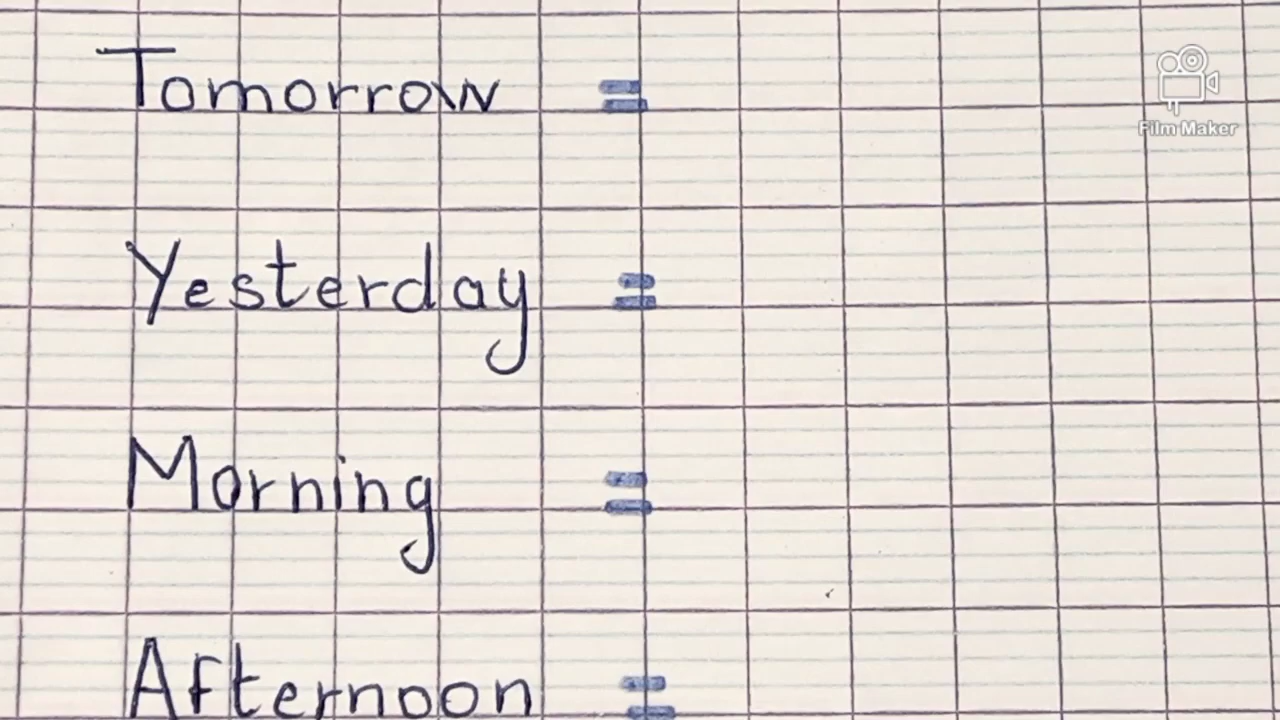 Tomorrow =
Film Maker
Yesterday =
Morning =
Afternoon =